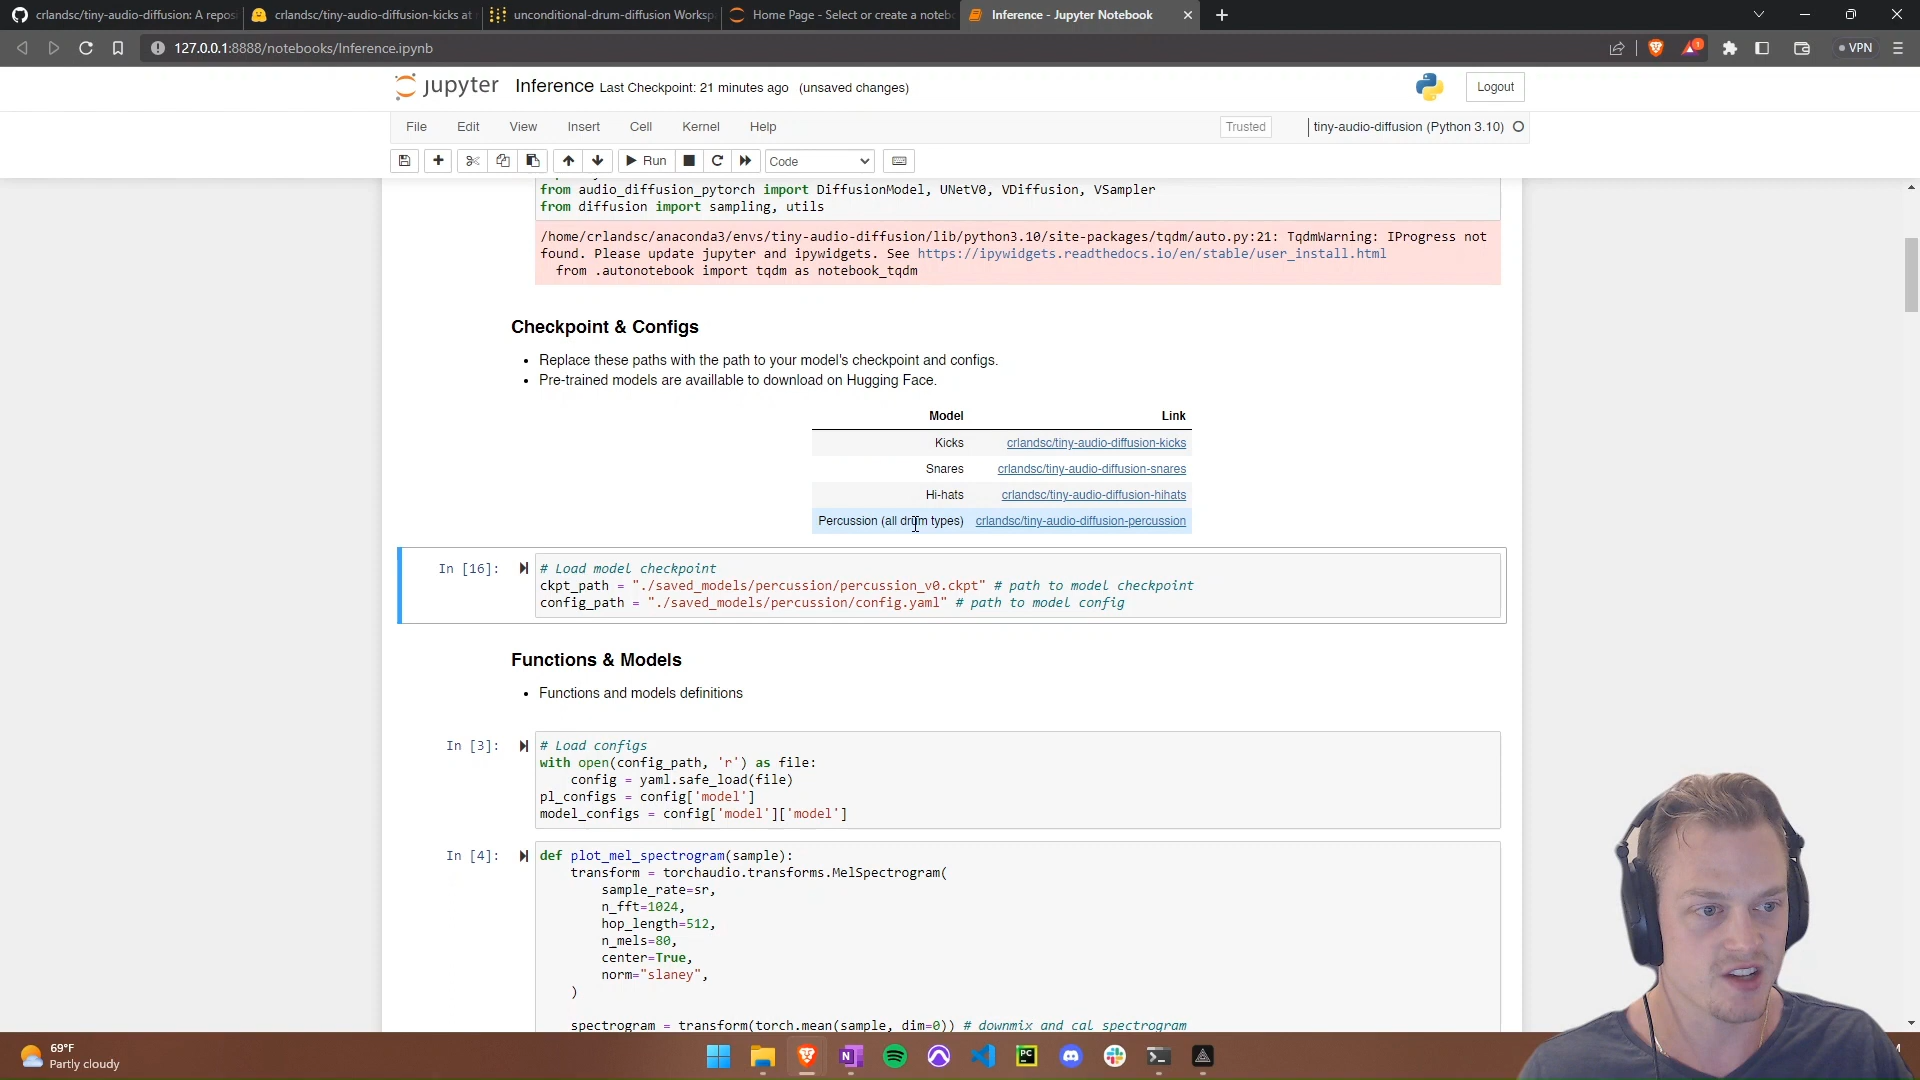 crlandsc/tiny-audio-diffusion: A repos
crlandsc/tiny-audio-diffusion-kicks at
unconditional-drum-diffusion Worksp
Home Page - Select or create a noteb
Inference - Jupyter Notebook
127.0.0.1:8888/notebooks/Inference.ipynb
1
VPN
jupyter
Inference Last Checkpoint: 21 minutes ago (unsaved changes)
Logout
File Edit View Insert Cell Kernel Help
Trusted
tiny-audio-diffusion (Python 3.10)
Run
Code
from audio_diffusion_pytorch import DiffusionModel, UNetV0, VDiffusion, VSampler
from diffusion import sampling, utils
/home/crlandsc/anaconda3/envs/tiny-audio-diffusion/lib/python3.10/site-packages/tqdm/auto.py:21: TqdmWarning: IProgress not
found. Please update jupyter and ipywidgets. See https://ipywidgets.readthedocs.io/en/stable/user_install.html
from .autonotebook import tqdm as notebook_tqdm
Checkpoint & Configs
• Replace these paths with the path to your model's checkpoint and configs.
• Pre-trained models are availlable to download on Hugging Face.
Model Link
Kicks crlandsc/tiny-audio-diffusion-kicks
Snares crlandsc/tiny-audio-diffusion-snares
Hi-hats crlandsc/tiny-audio-diffusion-hihats
Percussion (all drum types) crlandsc/tiny-audio-diffusion-percussion
In [16]:
# Load model checkpoint
ckpt_path = "./saved_models/percussion/percussion_v0.ckpt" # path to model checkpoint
config_path = "./saved_models/percussion/config.yaml" # path to model config
Functions & Models
• Functions and models definitions
In [3]:
# Load configs
with open(config_path, 'r') as file:
config = yaml.safe_load(file)
pl_configs = config['model']
model_configs = config['model']['model']
In [4]:
def plot_mel_spectrogram(sample):
transform = torchaudio.transforms.MelSpectrogram(
sample_rate=sr,
n_fft=1024,
hop_length=512,
n_mels=80,
center=True,
norm="slaney",
)
spectrogram = transform(torch.mean(sample, dim=0)) # downmix and cal spectrogram
69°F
Partly cloudy